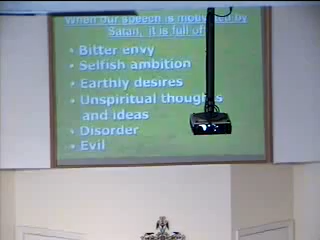 When our speech is motivated by
Satan, it is full of:
• Bitter envy
• Selfish ambition
• Earthly desires
• Unspiritual thoughts
and ideas
• Disorder
• Evil